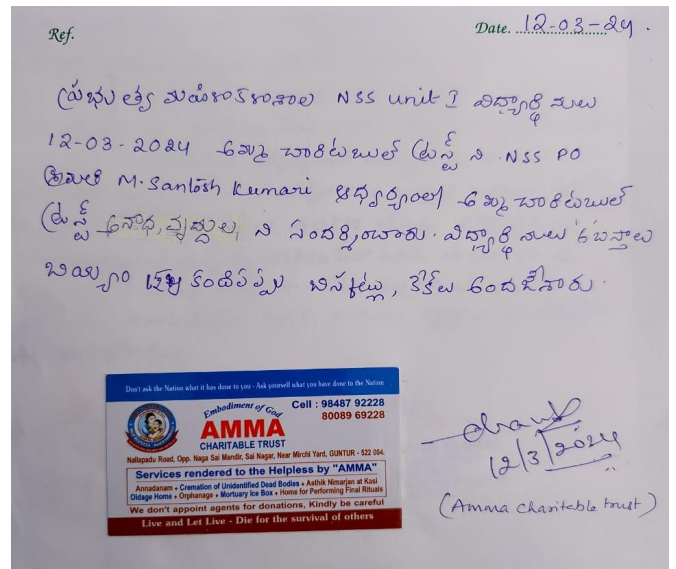 Ref.
Date. 12-03-24.
ప్రభుత్వ మహిళా కళాశాల NSS Unit I విద్యార్థినులు
12-03-2024 అమ్మ చారిటబుల్ ట్రస్ట్ ని NSS PO
శ్రీమతి M. Santosh Kumari ఆధ్వర్యంలో అమ్మ చారిటబుల్
ట్రస్ట్ అనాధ, వృద్ధుల, ని సందర్శించారు. విద్యార్థినులు 6 బస్తాలు
బియ్యం కందిపప్పు బిస్కట్లు, కేక్‌లు అందజేశారు.
Don't ask the Nation what it has done to you - Ask yourself what you have done to the Nation
Embodiment of God
Cell : 98487 92228
80089 69228
AMMA
CHARITABLE TRUST
Nallapadu Road, Opp. Naga Sai Mandir, Sai Nagar, Near Mirchi Yard, GUNTUR - 522 004.
Services rendered to the Helpless by "AMMA"
Annadanam + Cremation of Unidentified Dead Bodies + Asthik Nimarjan at Kasi
Oldage Home + Orphanage + Mortuary Ice Box + Home for Performing Final Rituals
We don't appoint agents for donations, Kindly be careful
Live and Let Live - Die for the survival of others
12/3/2024
(Amma charitable trust)